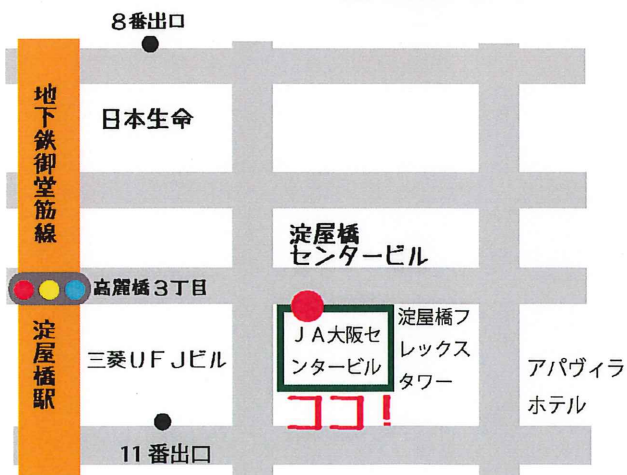 8番出口
地下鉄御堂筋線
日本生命
淀屋橋
センタービル
高麗橋3丁目
淀屋橋駅
三菱UFJビル
JA大阪セ
ンタービル
淀屋橋フ
レックス
タワー
アパヴィラ
ホテル
ココ!
11番出口